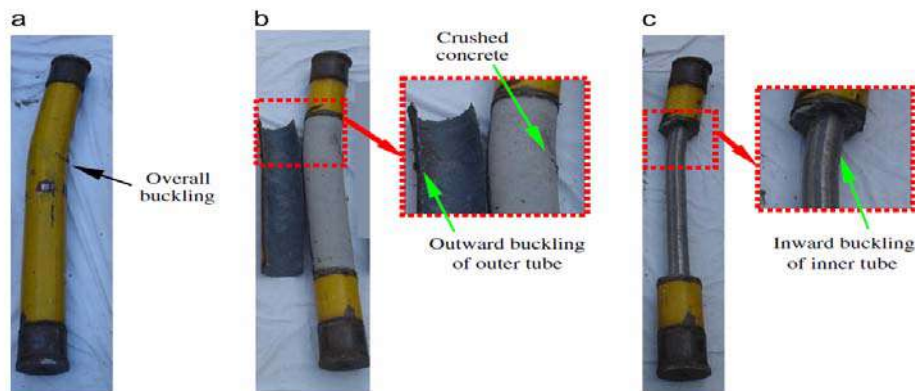 a
b
c
Crushed
concrete
Overall
buckling
Outward buckling
of outer tube
Inward buckling
of inner tube